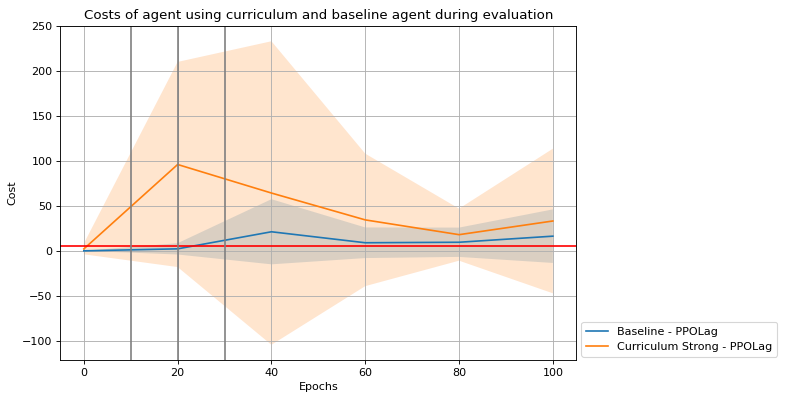 Costs of agent using curriculum and baseline agent during evaluation
250
200
150
100
50
0
−50
−100
Cost
0 20 40 60 80 100
Epochs
Baseline - PPOLag
Curriculum Strong - PPOLag